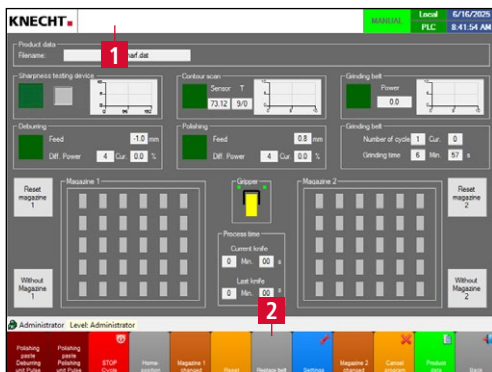 KNECHT
MANUAL
Local 6/16/2025
PLC 8:41:54 AM
1
Product data
Filename: arf.dat
Sharpness testing device
Contour scan
Sensor T
73.12 9/0
Grinding belt
Power
0.0
Deburring
Feed -1.0 mm
Diff. Power 4 Cur. 0.0 %
Polishing
Feed 0.8 mm
Diff. Power 4 Cur. 0.0 %
Grinding belt
Number of cycle 1 Cur. 0
Grinding time 6 Min. 57 s
Reset magazine 1
Magazine 1
Gripper
Magazine 2
Reset magazine 2
Process time
Current knife
0 Min. 00 s
Last knife
0 Min. 00 s
Without Magazine 1
Without Magazine 2
2
Administrator Level: Administrator
Polishing paste Deburring unit Pulse
Polishing paste Polishing unit Pulse
STOP Cycle
Home-position
Magazine 1 changed
Reset
Replace belt
Settings
Magazine 2 changed
Cancel program
Product data
Back